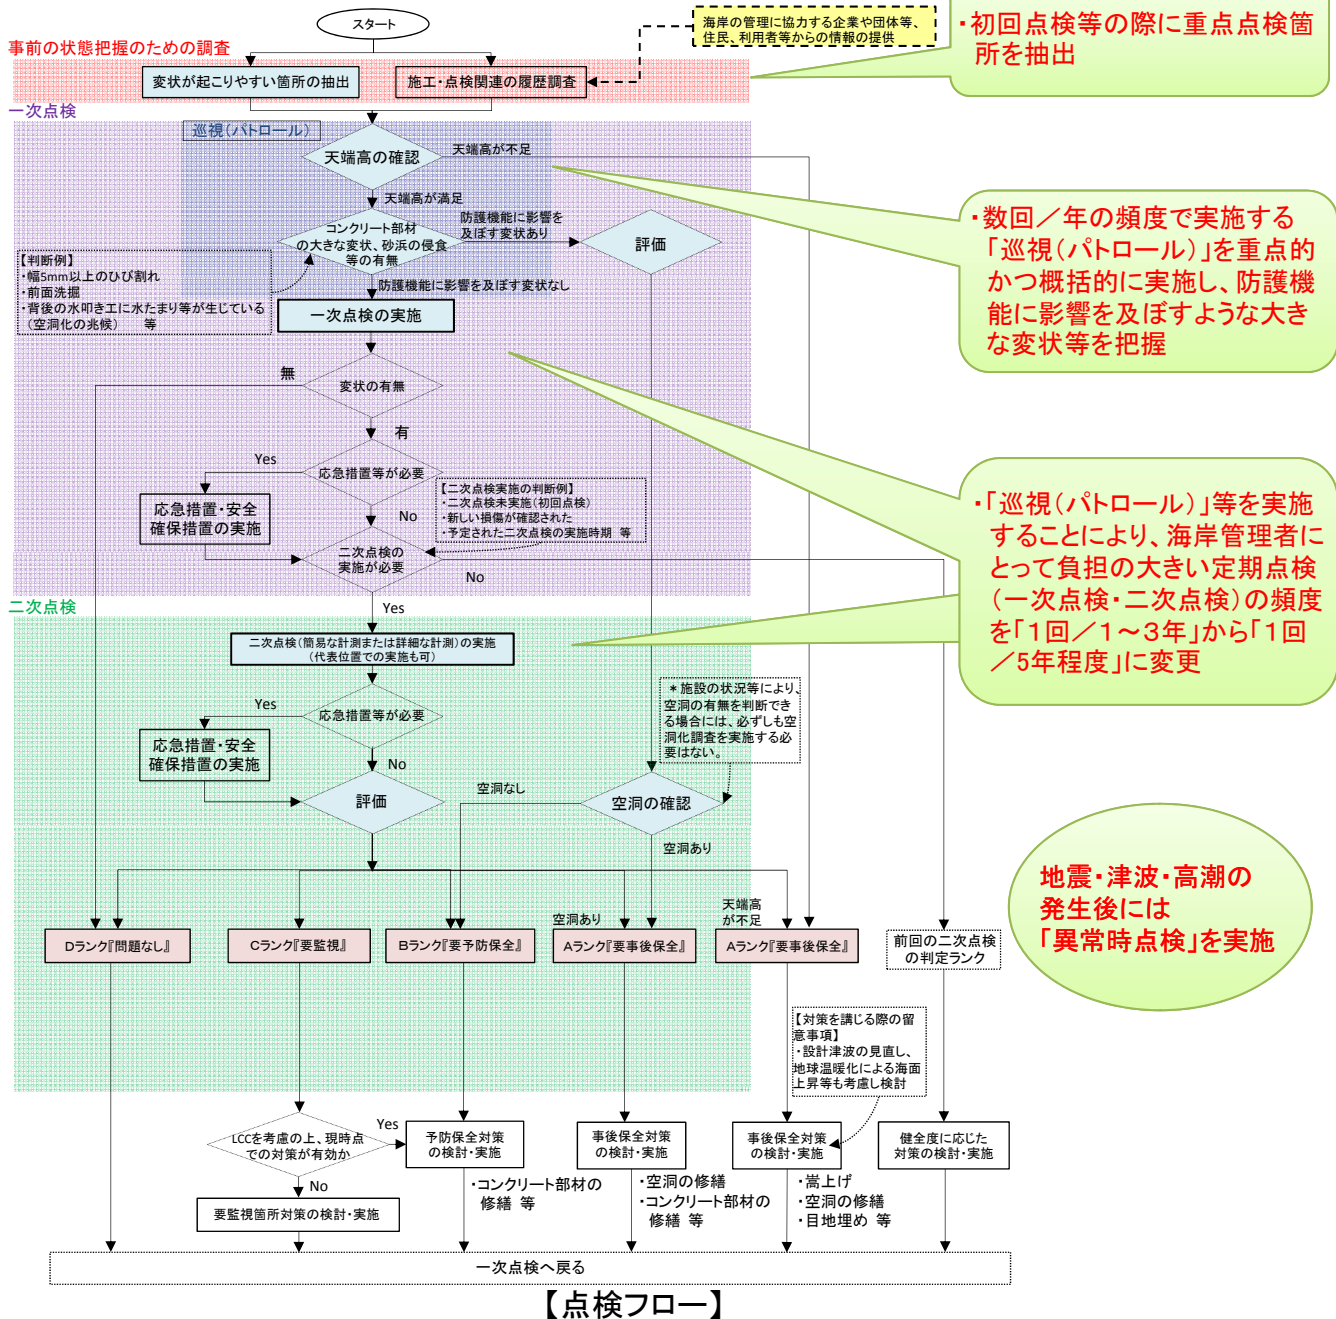 スタート
海岸の管理に協力する企業や団体等、
住民、利用者等からの情報の提供
・初回点検等の際に重点点検箇
所を抽出
事前の状態把握のための調査
変状が起こりやすい箇所の抽出
施工・点検関連の履歴調査
一次点検
巡視(パトロール)
天端高の確認
天端高が不足
天端高が満足
コンクリート部材
の大きな変状、砂浜の侵食
等の有無
防護機能に影響を
及ぼす変状あり
評価
・数回／年の頻度で実施する
「巡視(パトロール)」を重点的
かつ概括的に実施し、防護機
能に影響を及ぼすような大き
な変状等を把握
【判断例】
・幅5mm以上のひび割れ
・前面洗掘
・背後の水叩き工に水たまり等が生じている
(空洞化の兆候)　等
防護機能に影響を及ぼす変状なし
一次点検の実施
無
変状の有無
有
Yes
応急措置等が必要
応急措置・安全
確保措置の実施
No
【二次点検実施の判断例】
・二次点検未実施(初回点検)
・新しい損傷が確認された
・予定された二次点検の実施時期 等
二次点検の
実施が必要
No
Yes
・「巡視(パトロール)」等を実施
することにより、海岸管理者に
とって負担の大きい定期点検
(一次点検・二次点検)の頻度
を「１回／１～３年」から「１回
／5年程度」に変更
二次点検
二次点検(簡易な計測または詳細な計測)の実施
(代表位置での実施も可)
Yes
応急措置等が必要
応急措置・安全
確保措置の実施
No
評価
＊施設の状況等により、
空洞の有無を判断でき
る場合には、必ずしも空
洞化調査を実施する必
要はない。
空洞なし
空洞の確認
空洞あり
地震・津波・高潮の
発生後には
「異常時点検」を実施
空洞あり
天端高
が不足
Dランク『問題なし』
Cランク『要監視』
Bランク『要予防保全』
Aランク『要事後保全』
Aランク『要事後保全』
前回の二次点検
の判定ランク
【対策を講じる際の留
意事項】
・設計津波の見直し、
地球温暖化による海面
上昇等も考慮し検討
LCCを考慮の上、現時点
での対策が有効か
Yes
No
予防保全対策
の検討・実施
事後保全対策
の検討・実施
事後保全対策
の検討・実施
健全度に応じた
対策の検討・実施
・コンクリート部材の
修繕 等
・空洞の修繕
・コンクリート部材の
修繕 等
・嵩上げ
・空洞の修繕
・目地埋め 等
要監視箇所対策の検討・実施
一次点検へ戻る
【点検フロー】